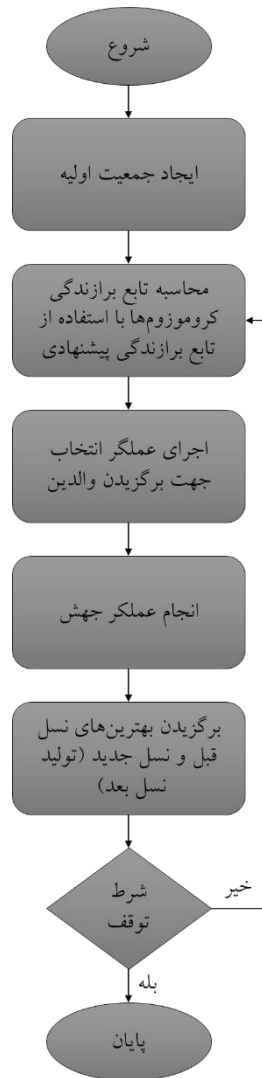 شروع
ایجاد جمعیت اولیه
محاسبه تابع برازندگی
کروموزوم‌ها با استفاده از
تابع برازندگی پیشنهادی
اجرای عملگر انتخاب
جهت برگزیدن والدین
انجام عملکر جهش
برگزیدن بهترین‌های نسل
قبل و نسل جدید (تولید
نسل بعد)
شرط
توقف
خیر
بله
پایان